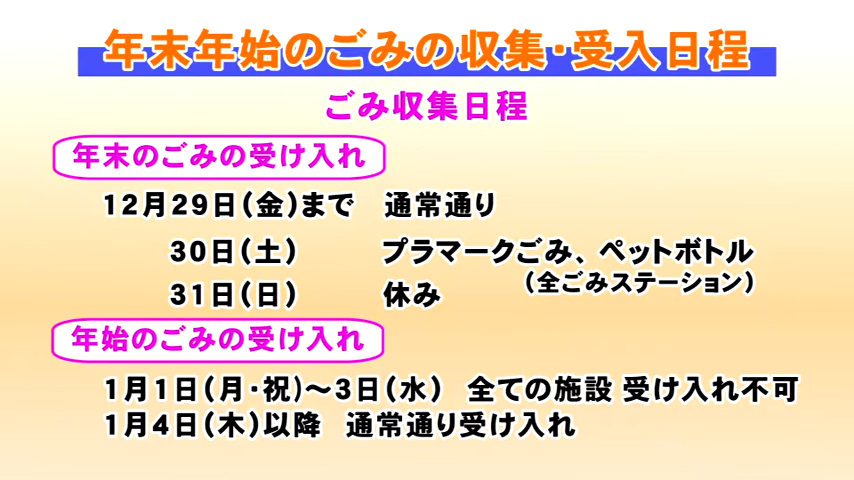 年末年始のごみの収集・受入日程
ごみ収集日程
年末のごみの受け入れ
12月29日(金)まで 通常通り
30日(土) プラマークごみ、ペットボトル
(全ごみステーション)
31日(日) 休み
年始のごみの受け入れ
1月1日(月・祝)〜3日(水) 全ての施設 受け入れ不可
1月4日(木)以降 通常通り受け入れ